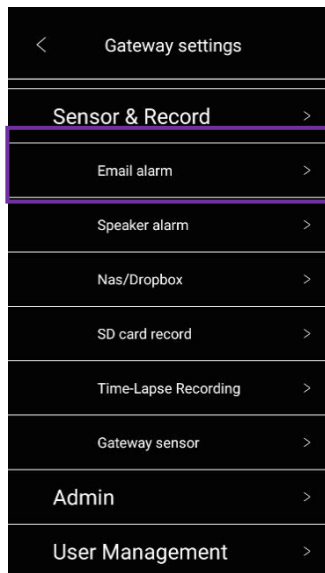 Gateway settings
Sensor & Record
Email alarm
Speaker alarm
Nas/Dropbox
SD card record
Time-Lapse Recording
Gateway sensor
Admin
User Management